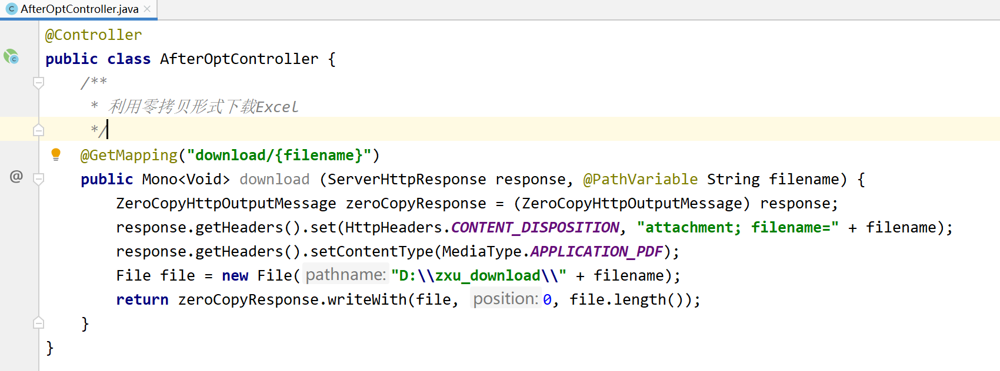 AfterOptController.java
@Controller
public class AfterOptController {
/**
* 利用零拷贝形式下载Excel
*/
@GetMapping("download/{filename}")
public Mono<Void> download (ServerHttpResponse response, @PathVariable String filename) {
ZeroCopyHttpOutputMessage zeroCopyResponse = (ZeroCopyHttpOutputMessage) response;
response.getHeaders().set(HttpHeaders.CONTENT_DISPOSITION, "attachment; filename=" + filename);
response.getHeaders().setContentType(MediaType.APPLICATION_PDF);
File file = new File( pathname: "D:\\zxu_download\\" + filename);
return zeroCopyResponse.writeWith(file, position: 0, file.length());
}
}